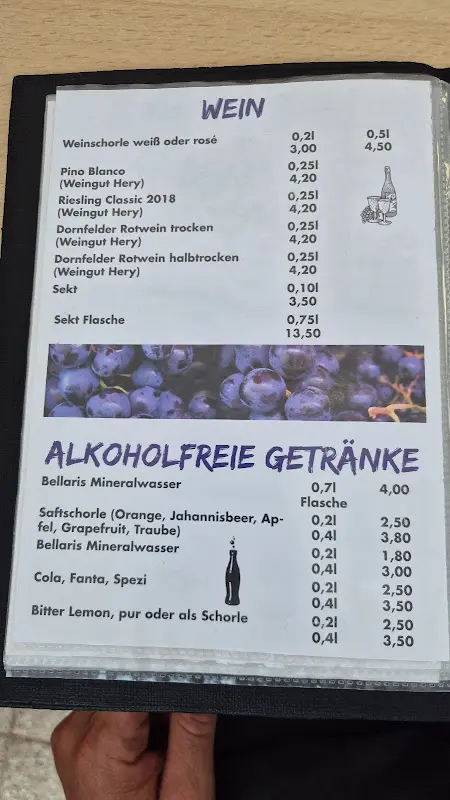 WEIN
Weinschorle weiß oder rosé 0,2l 0,5l
3,00 4,50
Pino Blanco 0,25l
(Weingut Hery) 4,20
Riesling Classic 2018 0,25l
(Weingut Hery) 4,20
Dornfelder Rotwein trocken 0,25l
(Weingut Hery) 4,20
Dornfelder Rotwein halbtrocken 0,25l
(Weingut Hery) 4,20
Sekt 0,10l
3,50
Sekt Flasche 0,75l
13,50
ALKOHOLFREIE GETRÄNKE
Bellaris Mineralwasser 0,7l 4,00
Flasche
Saftschorle (Orange, Jahannisbeer, Ap- 0,2l 2,50
fel, Grapefruit, Traube) 0,4l 3,80
Bellaris Mineralwasser 0,2l 1,80
0,4l 3,00
Cola, Fanta, Spezi 0,2l 2,50
0,4l 3,50
Bitter Lemon, pur oder als Schorle 0,2l 2,50
0,4l 3,50